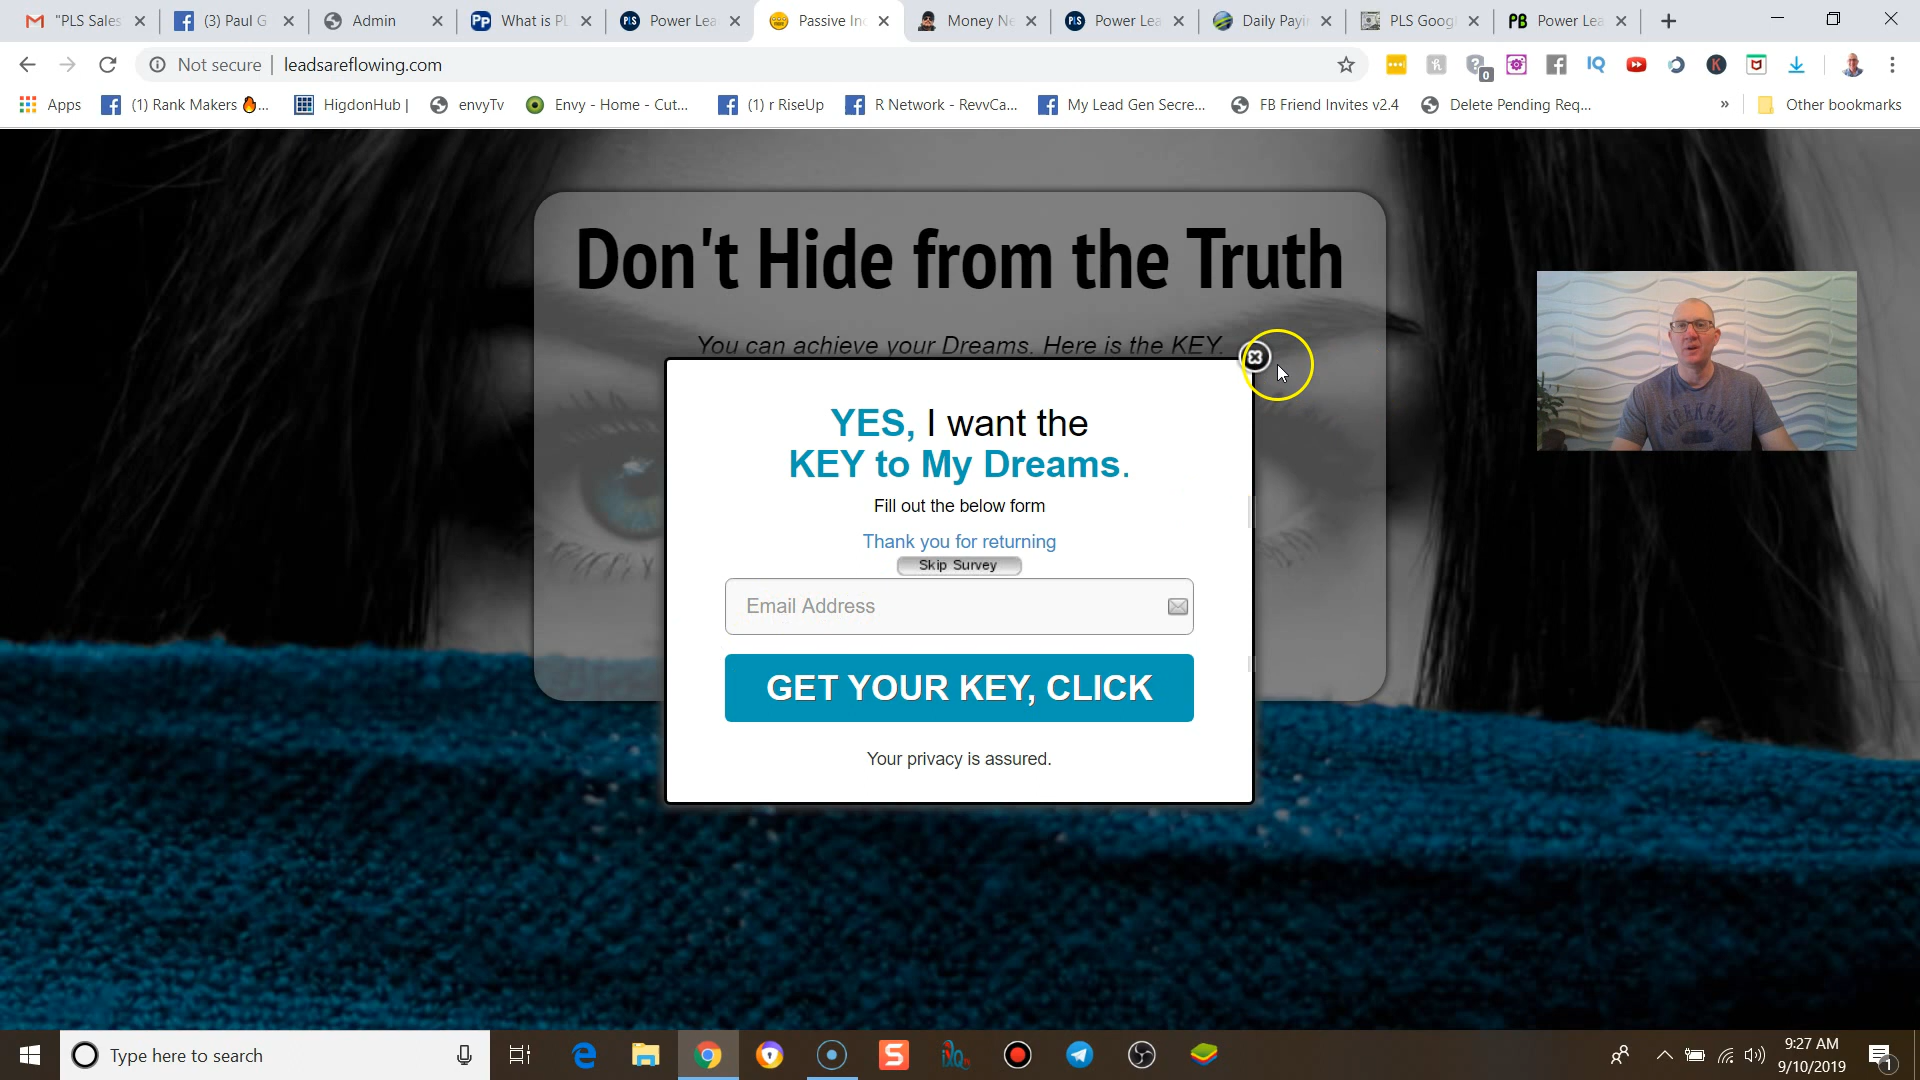 "PLS Sales
(3) Paul G
Admin
What is PL
Power Lea
Passive Inc
Money Ne
Power Lea
Daily Payin
PLS Googl
Power Lea
Not secure | leadsareflowing.com
0
Apps
(1) Rank Makers 🔥...
HigdonHub |
envyTv
Envy - Home - Cut...
(1) r RiseUp
R Network - RevvCa...
My Lead Gen Secre...
FB Friend Invites v2.4
Delete Pending Req...
»
Other bookmarks
Don't Hide from the Truth
You can achieve your Dreams. Here is the KEY.
YES, I want the
KEY to My Dreams.
Fill out the below form
Thank you for returning
Skip Survey
Email Address
GET YOUR KEY, CLICK
Your privacy is assured.
Type here to search
9:27 AM
9/10/2019
1